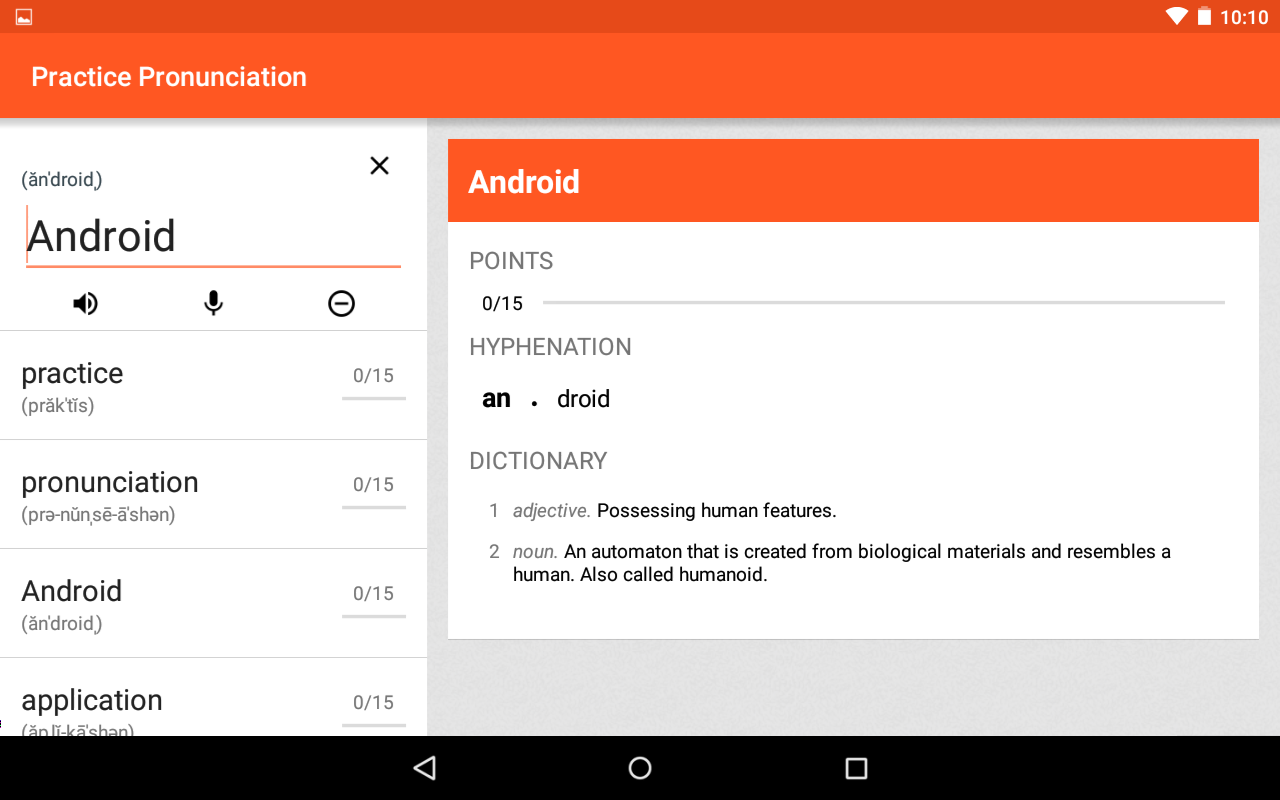 10:10
Practice Pronunciation
(ăn'droid͵)
Android
practice
0/15
(prăk'tĭs)
pronunciation
0/15
(prə-nŭn͵sē-ā'shən)
Android
0/15
(ăn'droid͵)
application
0/15
(ăp͵lĭ-kā'shən)
Android
POINTS
0/15
HYPHENATION
an . droid
DICTIONARY
1 adjective. Possessing human features.
2 noun. An automaton that is created from biological materials and resembles a
human. Also called humanoid.